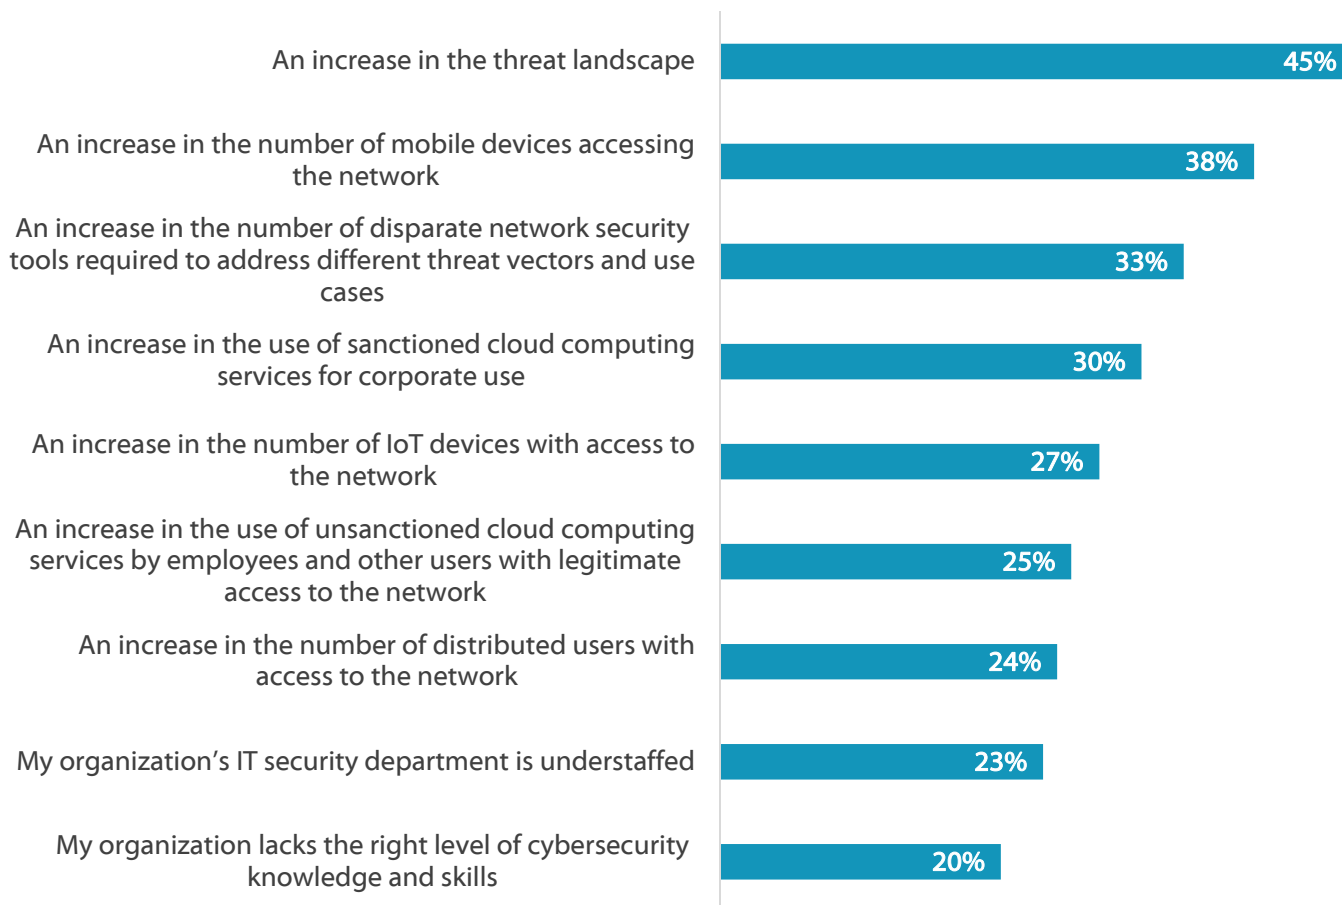 An increase in the threat landscape
45%
An increase in the number of mobile devices accessing
the network
38%
An increase in the number of disparate network security
tools required to address different threat vectors and use
cases
33%
An increase in the use of sanctioned cloud computing
services for corporate use
30%
An increase in the number of IoT devices with access to
the network
27%
An increase in the use of unsanctioned cloud computing
services by employees and other users with legitimate
access to the network
25%
An increase in the number of distributed users with
access to the network
24%
My organization’s IT security department is understaffed
23%
My organization lacks the right level of cybersecurity
knowledge and skills
20%